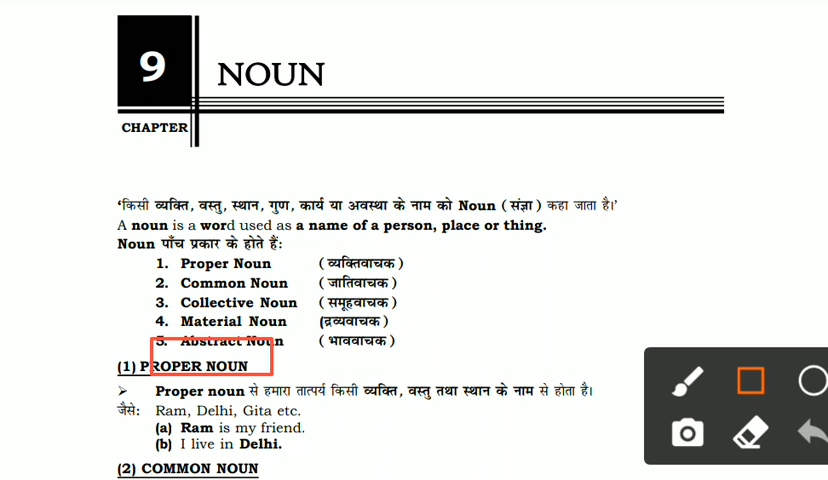 9
NOUN
CHAPTER
‘किसी व्यक्ति, वस्तु, स्थान, गुण, कार्य या अवस्था के नाम को Noun (संज्ञा) कहा जाता है।’
A noun is a word used as a name of a person, place or thing.
Noun पाँच प्रकार के होते हैं:
1. Proper Noun (व्यक्तिवाचक)
2. Common Noun (जातिवाचक)
3. Collective Noun (समूहवाचक)
4. Material Noun (द्रव्यवाचक)
5. Abstract Noun (भाववाचक)
(1) PROPER NOUN
➢ Proper noun से हमारा तात्पर्य किसी व्यक्ति, वस्तु तथा स्थान के नाम से होता है।
जैसे: Ram, Delhi, Gita etc.
(a) Ram is my friend.
(b) I live in Delhi.
(2) COMMON NOUN